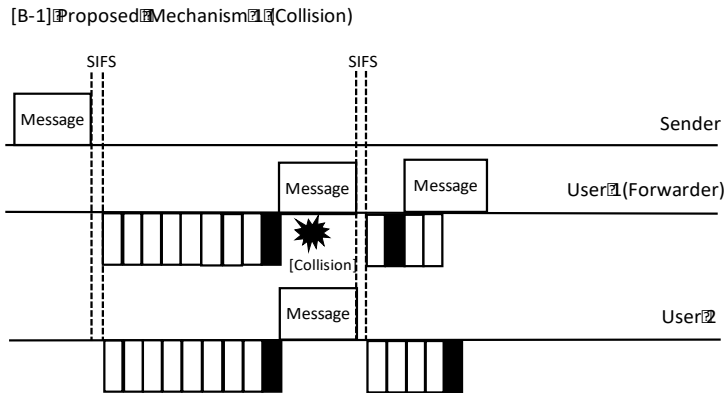 [B-1]⍰Proposed⍰Mechanism⍰1⍰(Collision)
SIFS
SIFS
Message
Sender
Message
Message
User⍰1⍰(Forwarder)
[Collision]
Message
User⍰2